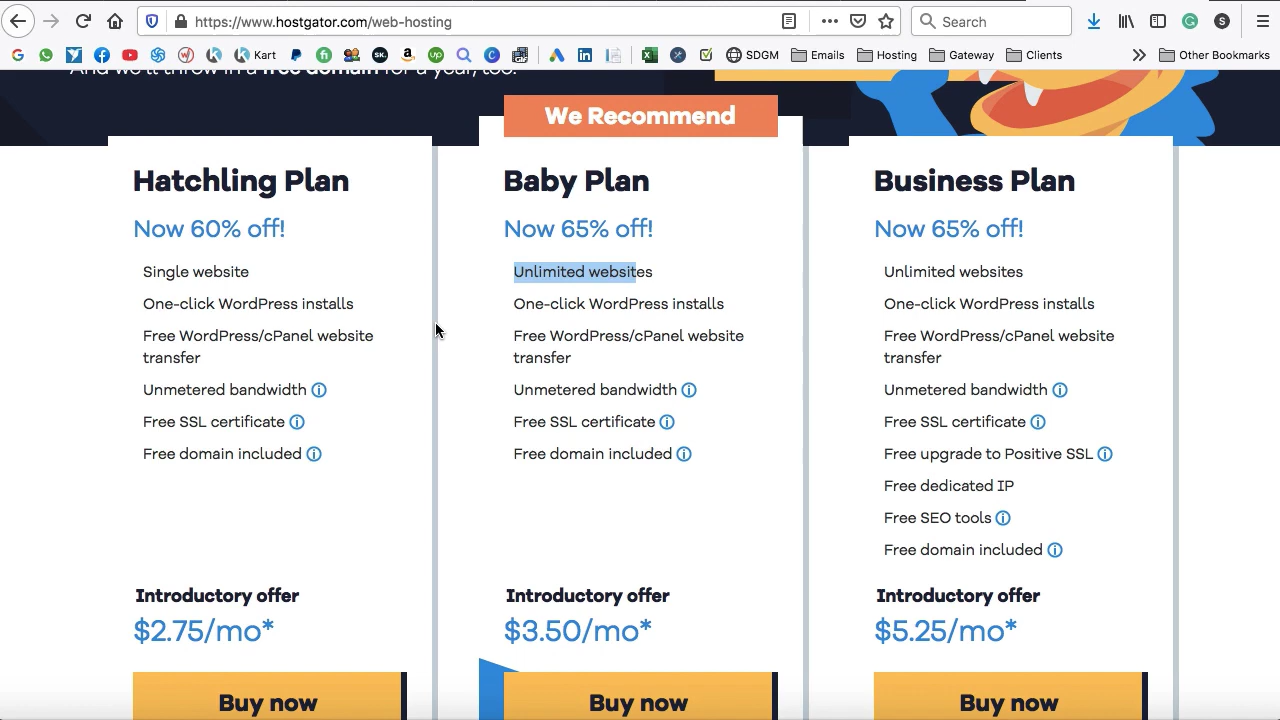 https://www.hostgator.com/web-hosting
Search
Kart
SDGM
Emails
Hosting
Gateway
Clients
Other Bookmarks
And we'll throw in a free domain for a year, too.
We Recommend
Hatchling Plan
Now 60% off!
Single website
One-click WordPress installs
Free WordPress/cPanel website
transfer
Unmetered bandwidth
Free SSL certificate
Free domain included
Introductory offer
$2.75/mo*
Buy now
Baby Plan
Now 65% off!
Unlimited websites
One-click WordPress installs
Free WordPress/cPanel website
transfer
Unmetered bandwidth
Free SSL certificate
Free domain included
Introductory offer
$3.50/mo*
Buy now
Business Plan
Now 65% off!
Unlimited websites
One-click WordPress installs
Free WordPress/cPanel website
transfer
Unmetered bandwidth
Free SSL certificate
Free upgrade to Positive SSL
Free dedicated IP
Free SEO tools
Free domain included
Introductory offer
$5.25/mo*
Buy now